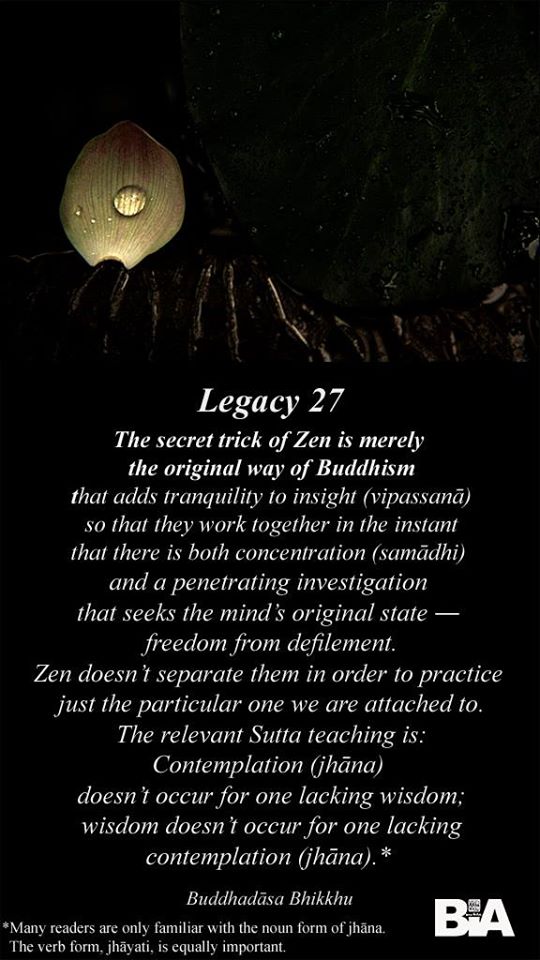 Legacy 27
The secret trick of Zen is merely
the original way of Buddhism
that adds tranquility to insight (vipassanā)
so that they work together in the instant
that there is both concentration (samādhi)
and a penetrating investigation
that seeks the mind’s original state —
freedom from defilement.
Zen doesn’t separate them in order to practice
just the particular one we are attached to.
The relevant Sutta teaching is:
Contemplation (jhāna)
doesn’t occur for one lacking wisdom;
wisdom doesn’t occur for one lacking
contemplation (jhāna).*
Buddhadāsa Bhikkhu
*Many readers are only familiar with the noun form of jhāna.
The verb form, jhāyati, is equally important.
BiA